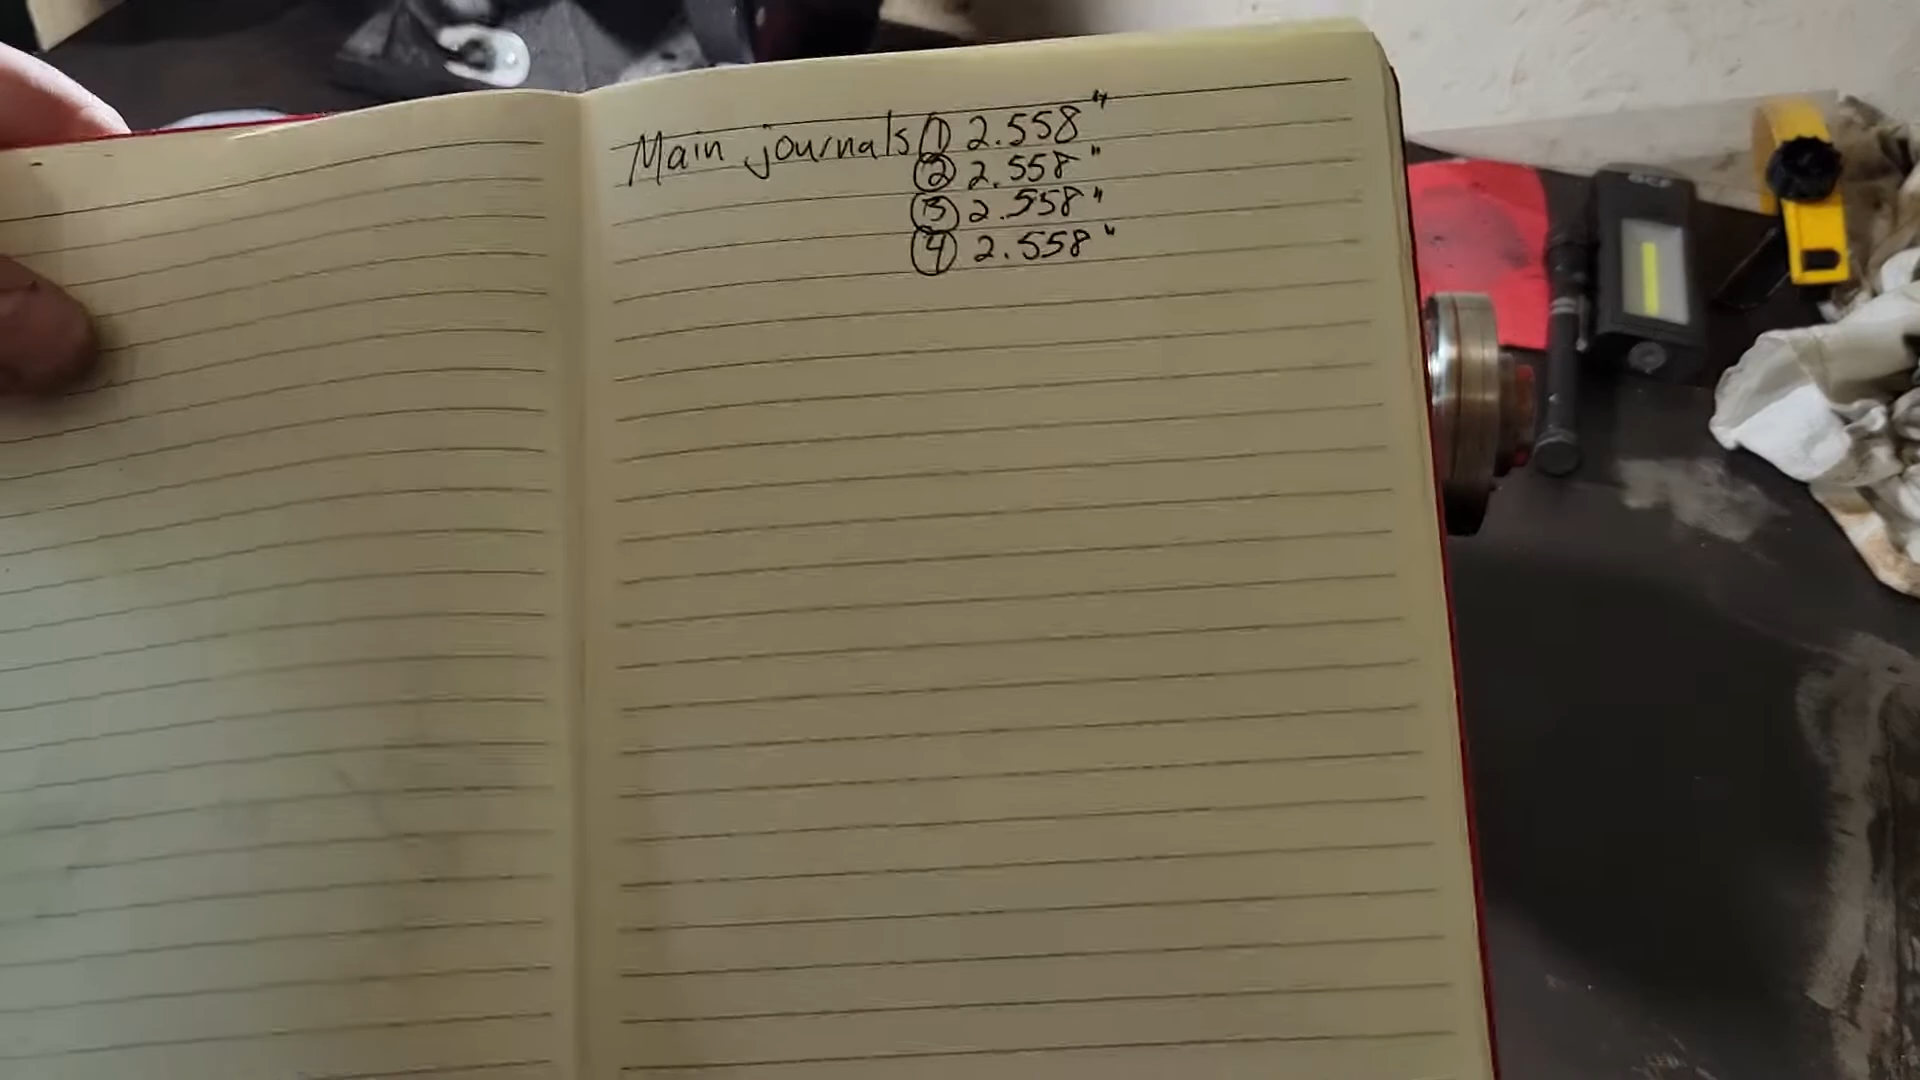 Main journals ① 2.558"
② 2.558"
③ 2.558"
④ 2.558"